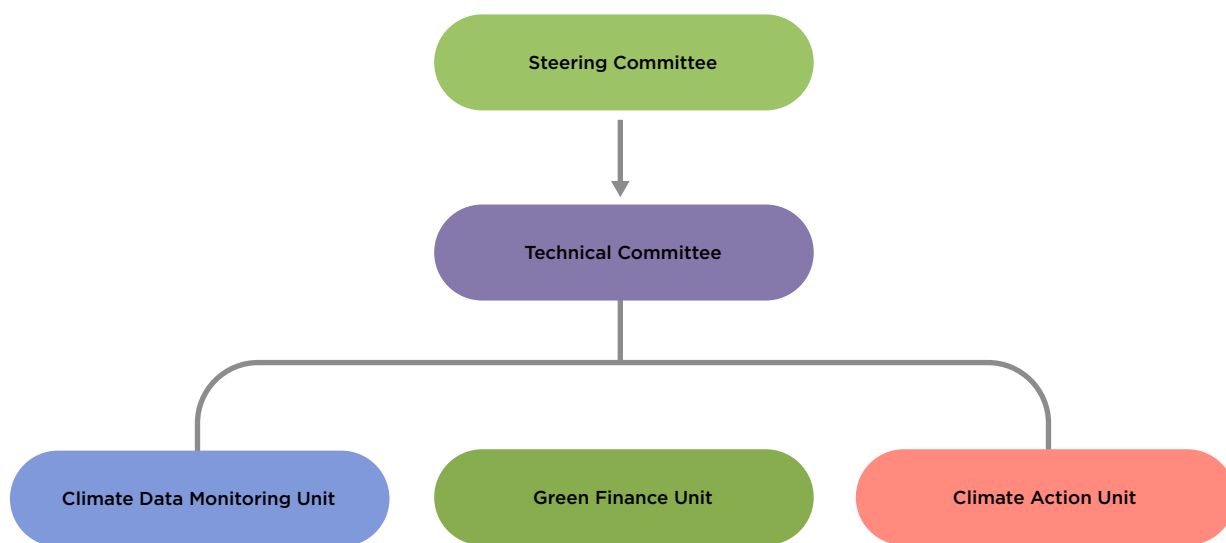 Steering Committee
Technical Committee
Climate Data Monitoring Unit
Green Finance Unit
Climate Action Unit